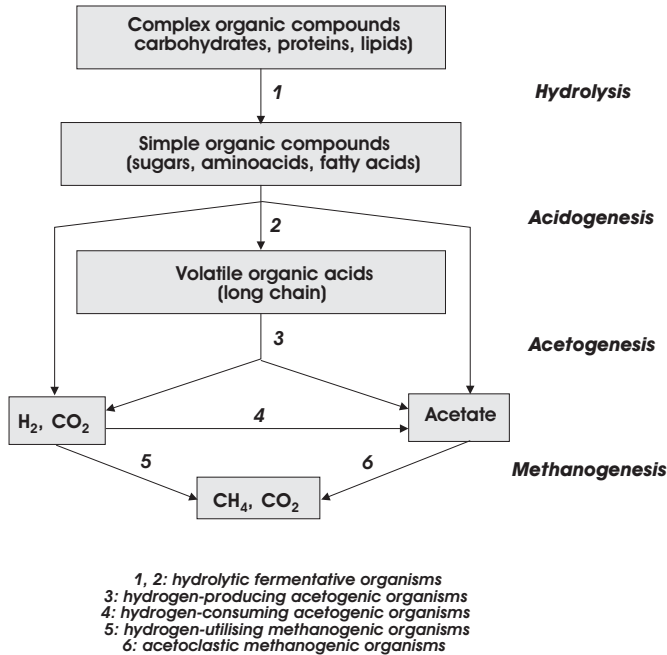 Complex organic compounds
carbohydrates, proteins, lipids)
1
Hydrolysis
Simple organic compounds
(sugars, aminoacids, fatty acids)
2
Acidogenesis
Volatile organic acids
(long chain)
3
Acetogenesis
H₂, CO₂
4
Acetate
5
6
Methanogenesis
CH₄, CO₂
1, 2: hydrolytic fermentative organisms
3: hydrogen-producing acetogenic organisms
4: hydrogen-consuming acetogenic organisms
5: hydrogen-utilising methanogenic organisms
6: acetoclastic methanogenic organisms